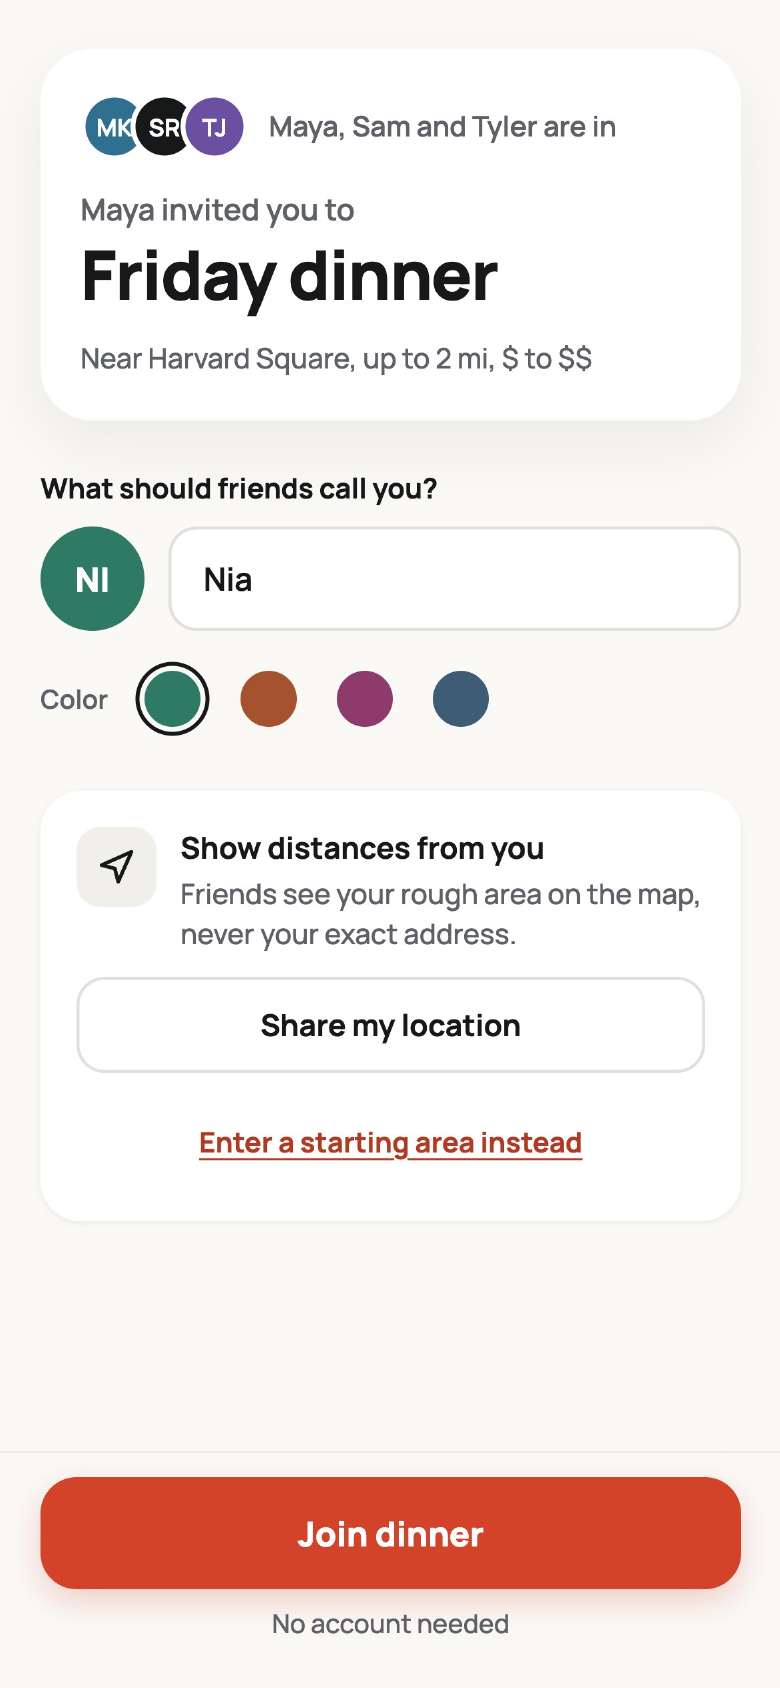 MK SR TJ Maya, Sam and Tyler are in
Maya invited you to
Friday dinner
Near Harvard Square, up to 2 mi, $ to $$
What should friends call you?
NI Nia
Color
Show distances from you
Friends see your rough area on the map,
never your exact address.
Share my location
Enter a starting area instead
Join dinner
No account needed